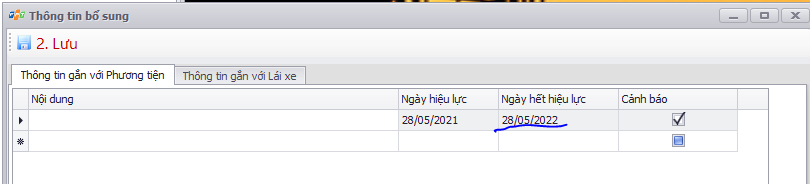 Thông tin bổ sung
2. Lưu
Thông tin gắn với Phương tiện Thông tin gắn với Lái xe
Nội dung Ngày hiệu lực Ngày hết hiệu lực Cảnh báo
28/05/2021 28/05/2022